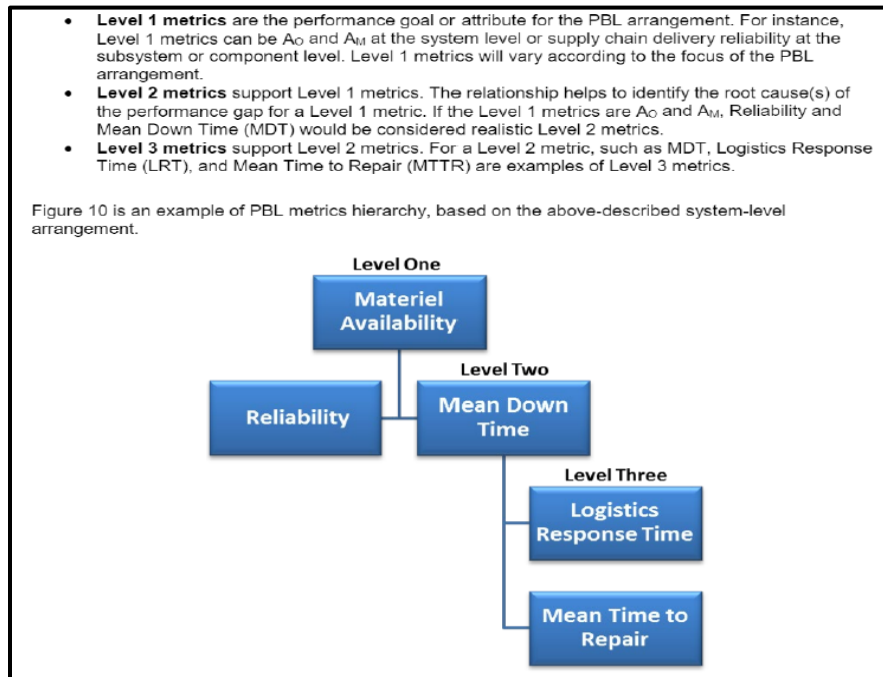 • Level 1 metrics are the performance goal or attribute for the PBL arrangement. For instance,
Level 1 metrics can be AO and AM at the system level or supply chain delivery reliability at the
subsystem or component level. Level 1 metrics will vary according to the focus of the PBL
arrangement.
• Level 2 metrics support Level 1 metrics. The relationship helps to identify the root cause(s) of
the performance gap for a Level 1 metric. If the Level 1 metrics are AO and AM, Reliability and
Mean Down Time (MDT) would be considered realistic Level 2 metrics.
• Level 3 metrics support Level 2 metrics. For a Level 2 metric, such as MDT, Logistics Response
Time (LRT), and Mean Time to Repair (MTTR) are examples of Level 3 metrics.
Figure 10 is an example of PBL metrics hierarchy, based on the above-described system-level
arrangement.
Level One
Materiel
Availability
Level Two
Reliability
Mean Down
Time
Level Three
Logistics
Response Time
Mean Time to
Repair